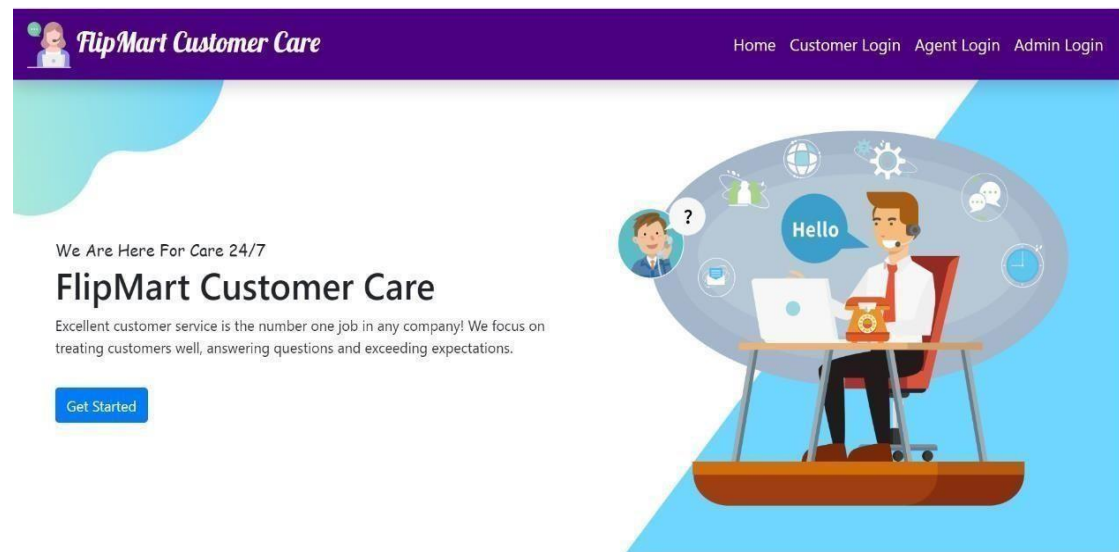 FlipMart Customer Care
Home Customer Login Agent Login Admin Login
We Are Here For Care 24/7
FlipMart Customer Care
Excellent customer service is the number one job in any company! We focus on
treating customers well, answering questions and exceeding expectations.
Get Started
?
Hello